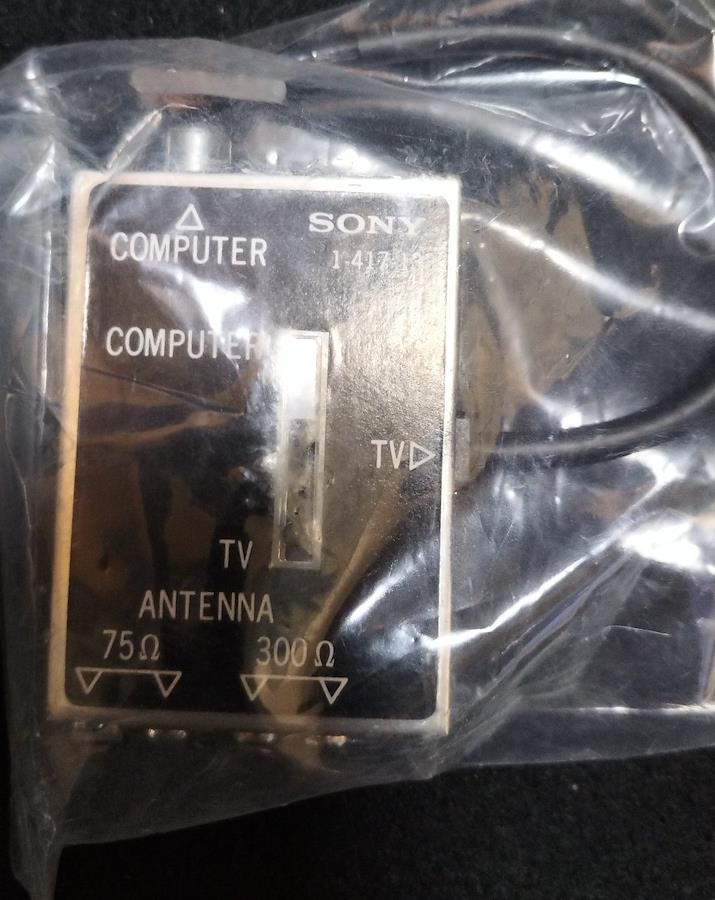 △
COMPUTER
SONY
COMPUTER
TV▷
TV
ANTENNA
75Ω 300Ω